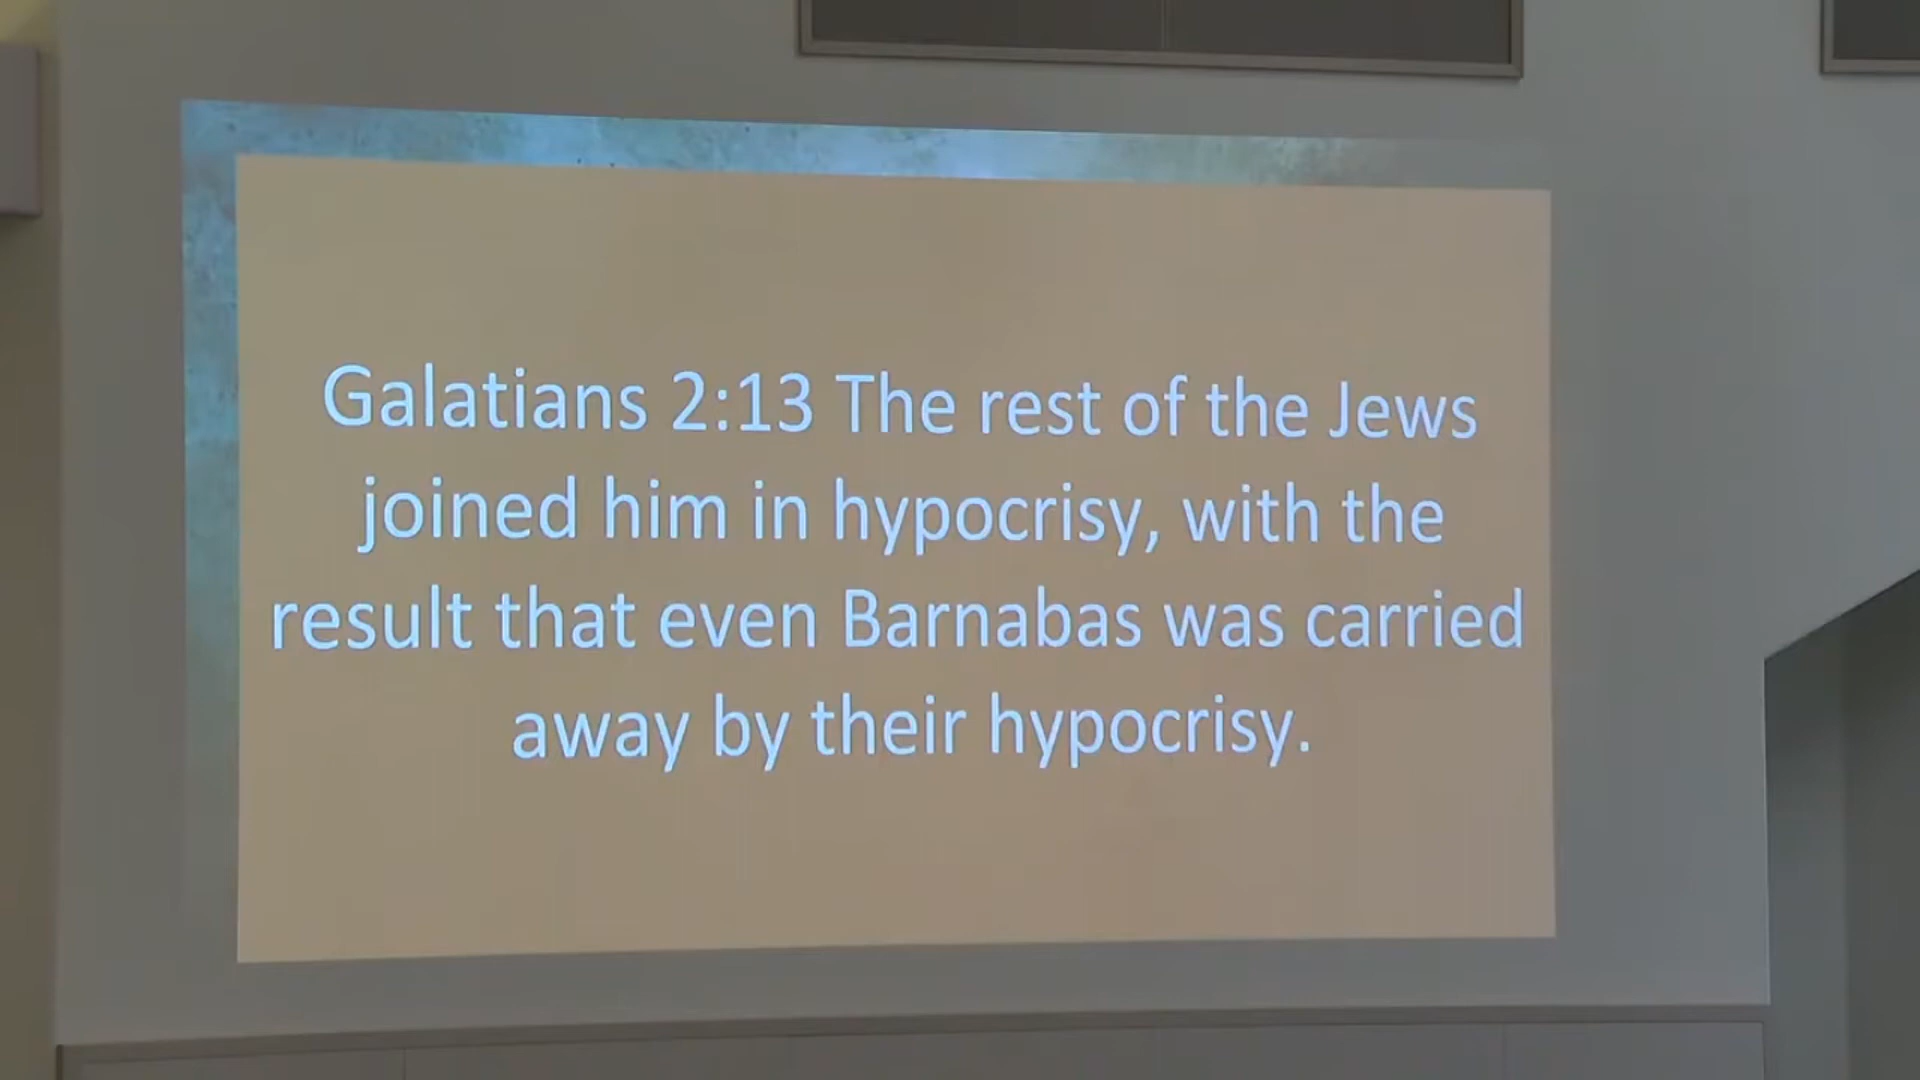 Galatians 2:13 The rest of the Jews
joined him in hypocrisy, with the
result that even Barnabas was carried
away by their hypocrisy.